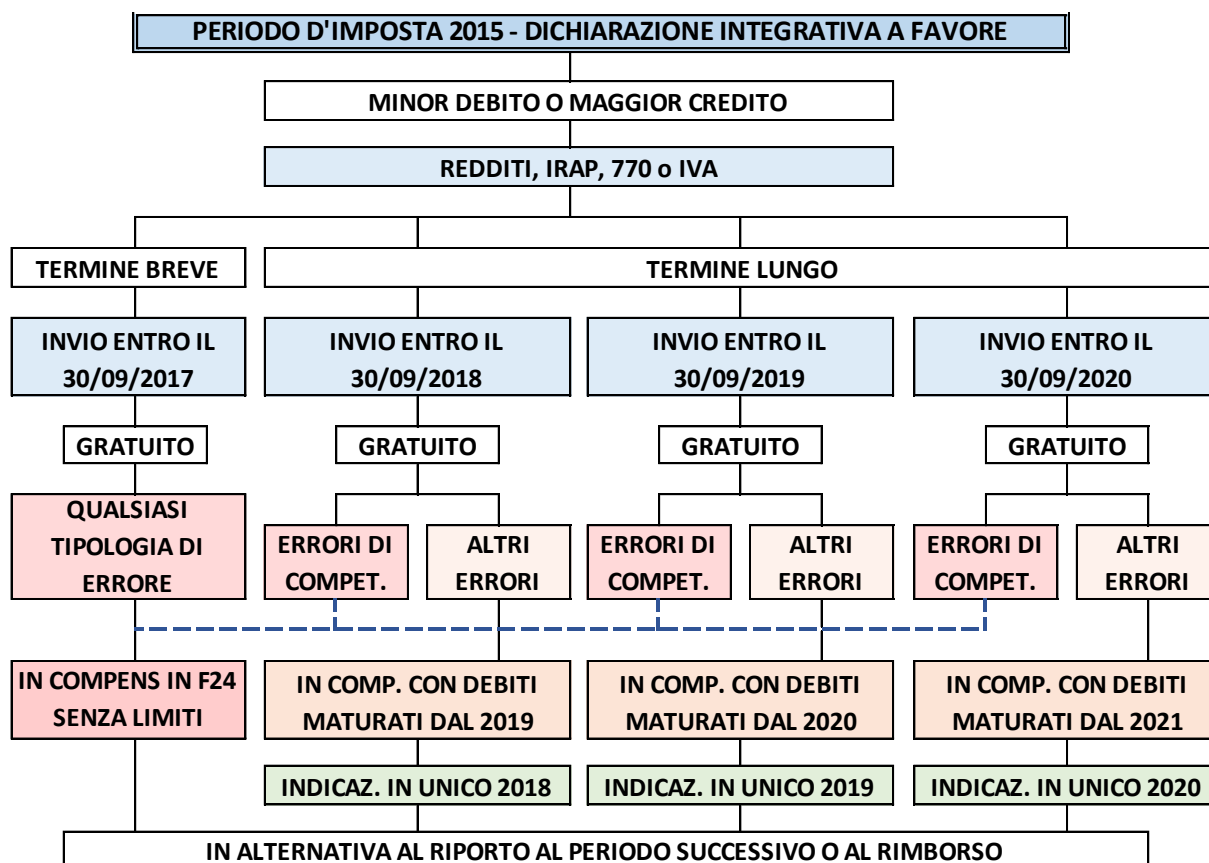 PERIODO D'IMPOSTA 2015 - DICHIARAZIONE INTEGRATIVA A FAVORE
MINOR DEBITO O MAGGIOR CREDITO
REDDITI, IRAP, 770 o IVA
TERMINE BREVE
TERMINE LUNGO
INVIO ENTRO IL
30/09/2017
INVIO ENTRO IL
30/09/2018
INVIO ENTRO IL
30/09/2019
INVIO ENTRO IL
30/09/2020
GRATUITO
GRATUITO
GRATUITO
GRATUITO
QUALSIASI
TIPOLOGIA DI
ERRORE
ERRORI DI
COMPET.
ALTRI
ERRORI
ERRORI DI
COMPET.
ALTRI
ERRORI
ERRORI DI
COMPET.
ALTRI
ERRORI
IN COMPENS IN F24
SENZA LIMITI
IN COMP. CON DEBITI
MATURATI DAL 2019
IN COMP. CON DEBITI
MATURATI DAL 2020
IN COMP. CON DEBITI
MATURATI DAL 2021
INDICAZ. IN UNICO 2018
INDICAZ. IN UNICO 2019
INDICAZ. IN UNICO 2020
IN ALTERNATIVA AL RIPORTO AL PERIODO SUCCESSIVO O AL RIMBORSO